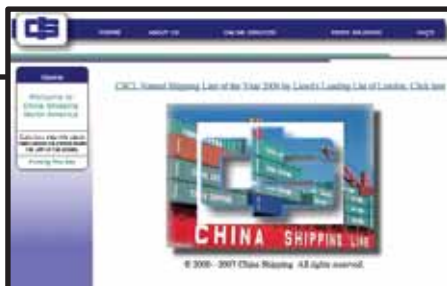 HOME ABOUT US ONLINE SERVICES NEWS RELEASES FAQ'S
Home
CSCL Named Shipping Line of the Year 2006 by Lloyd's Loading List of London, Click here
Welcome to
China Shipping
North America!
CHINA SHIPPING LINE
© 2000 - 2007 China Shipping. All rights reserved.